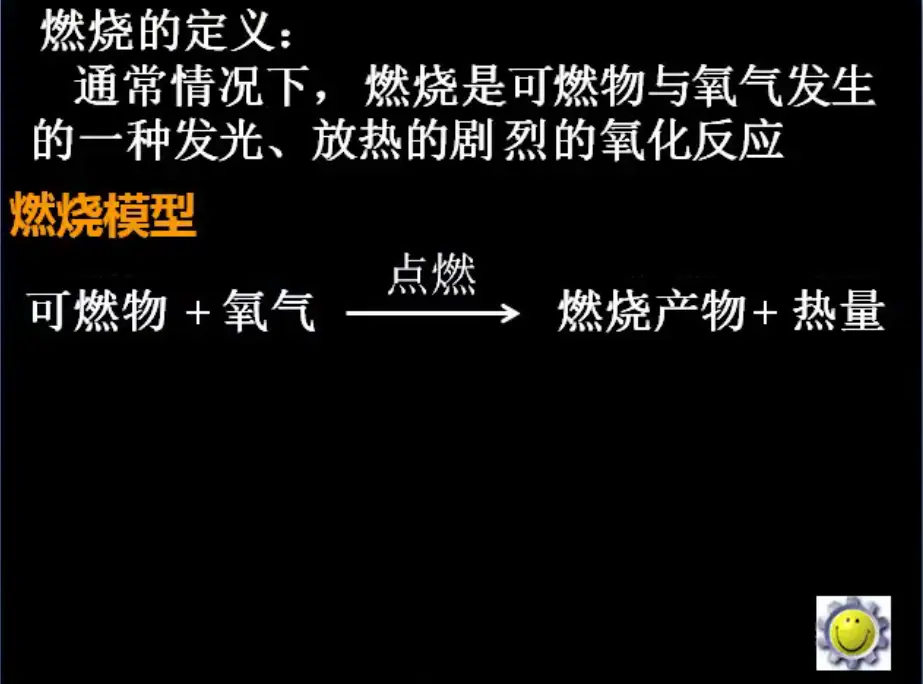 燃烧的定义：
通常情况下，燃烧是可燃物与氧气发生
的一种发光、放热的剧烈的氧化反应
燃烧模型
点燃
可燃物 + 氧气 → 燃烧产物 + 热量